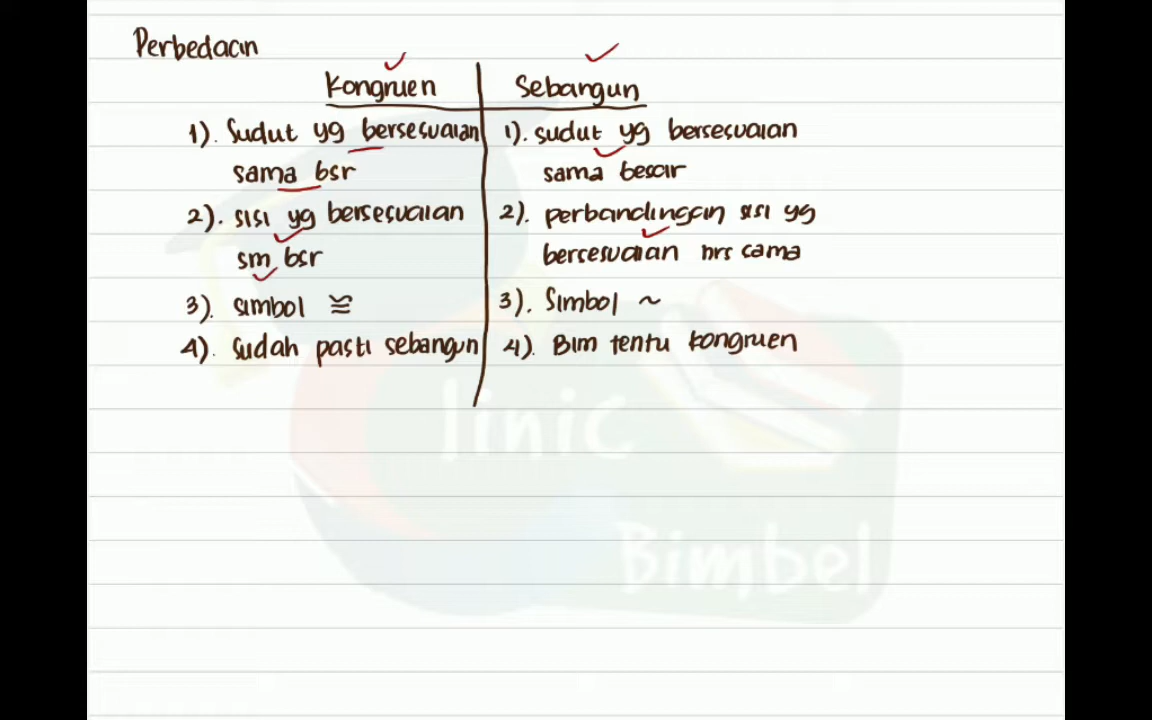 Perbedaan
Kongruen
1). Sudut yg bersesuaian
sama bsr
2). sisi yg bersesuaian
sm bsr
3). simbol ≅
4). Sudah pasti sebangun
Sebangun
1). sudut yg bersesuaian
sama besar
2). perbandingan sisi yg
bersesuaian hrs sama
3). Simbol ~
4). Blm tentu kongruen
linic
Bimbel